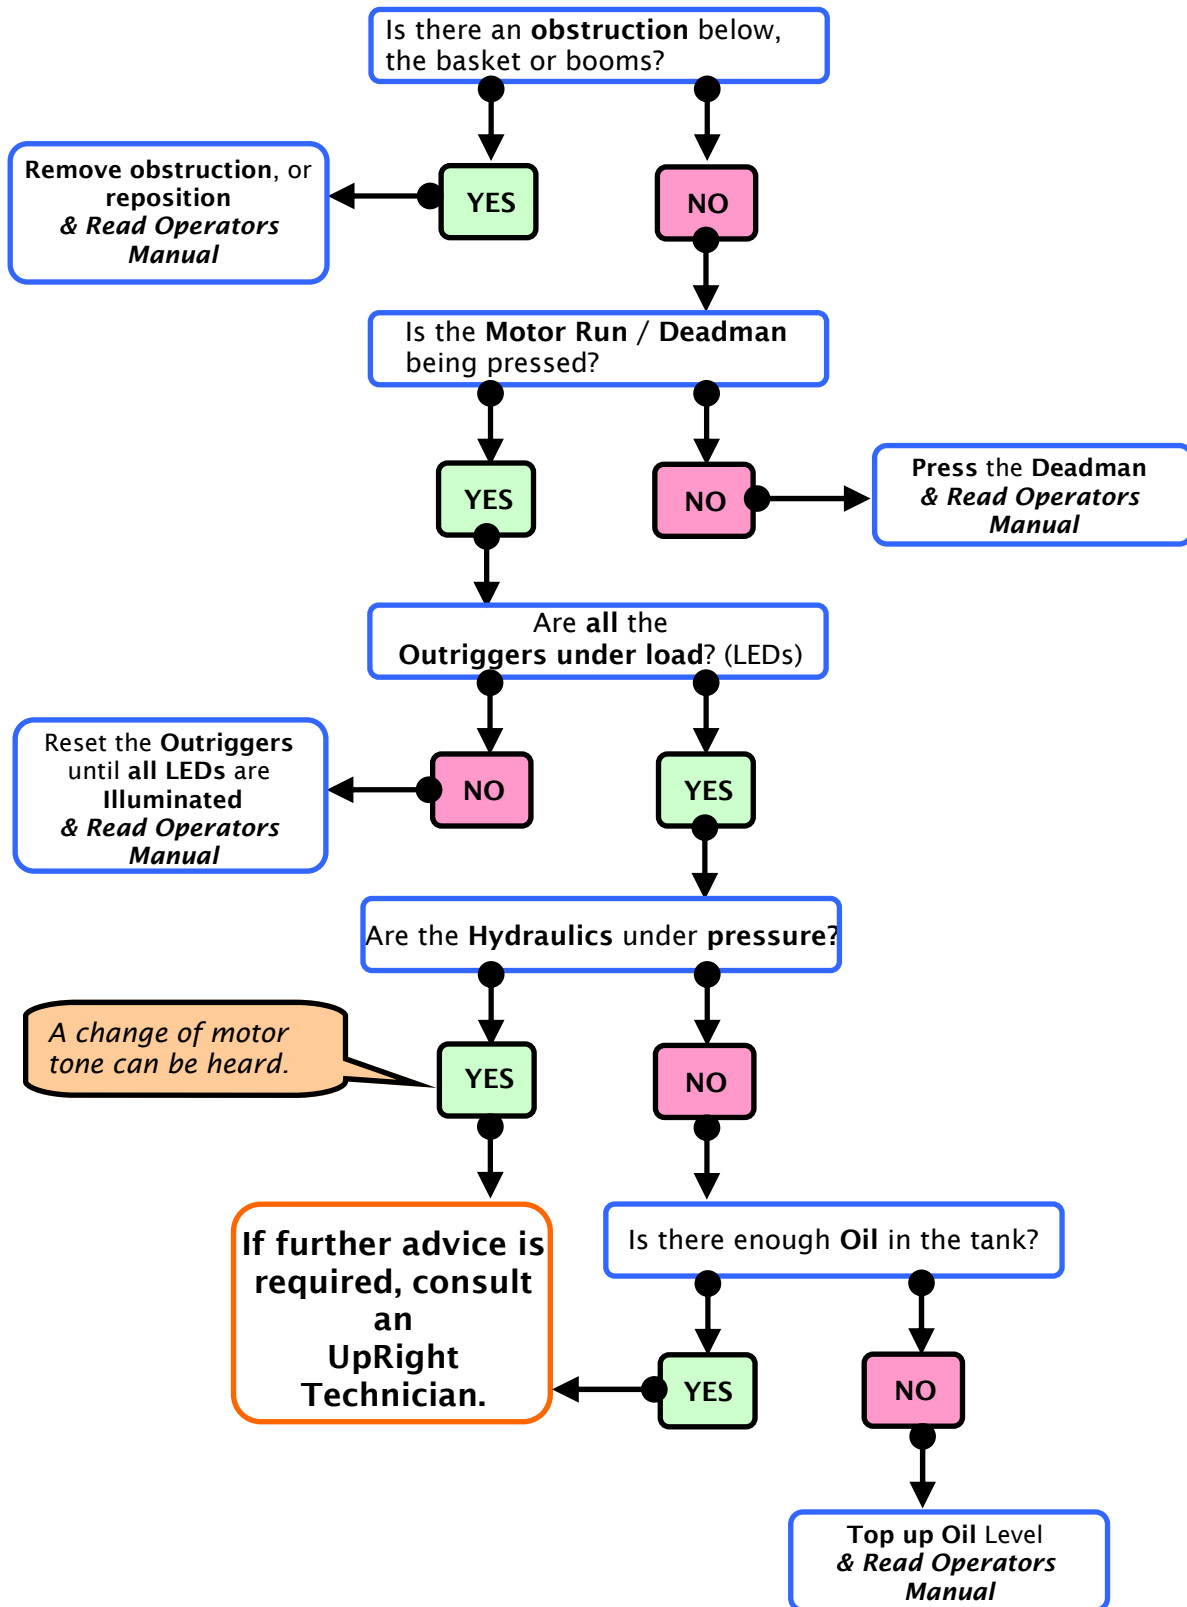 Is there an obstruction below,
the basket or booms?
Remove obstruction, or
reposition
& Read Operators
Manual
YES
NO
Is the Motor Run / Deadman
being pressed?
YES
NO
Press the Deadman
& Read Operators
Manual
Are all the
Outriggers under load? (LEDs)
Reset the Outriggers
until all LEDs are
Illuminated
& Read Operators
Manual
NO
YES
Are the Hydraulics under pressure?
A change of motor
tone can be heard.
YES
NO
If further advice is
required, consult
an
UpRight
Technician.
Is there enough Oil in the tank?
YES
NO
Top up Oil Level
& Read Operators
Manual